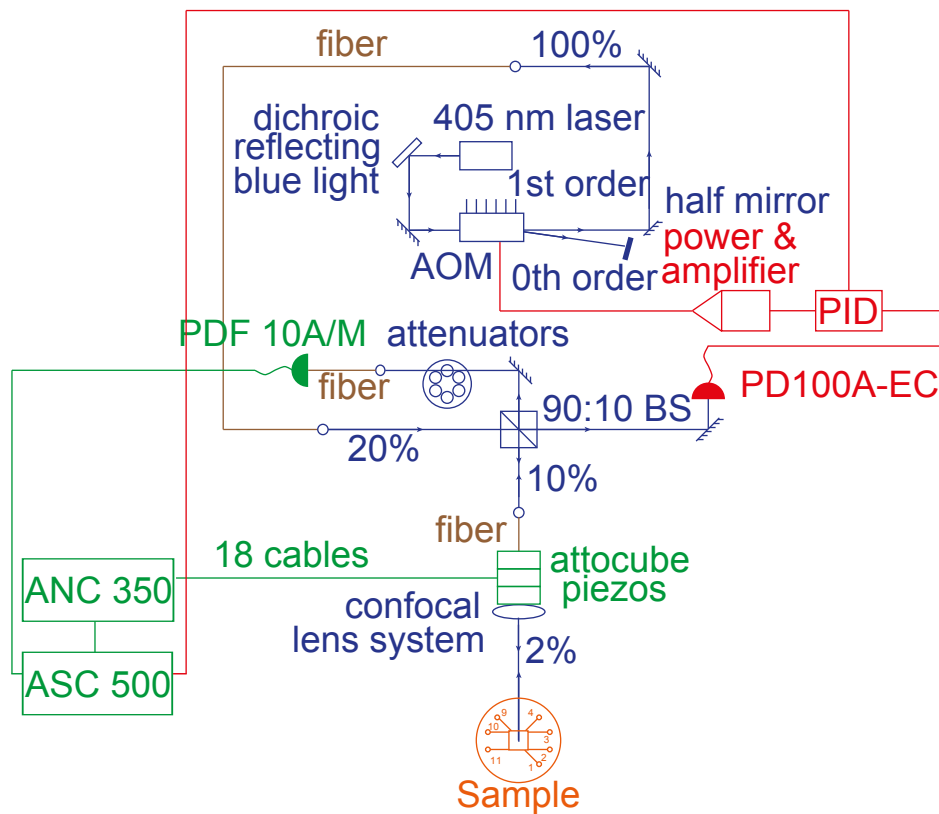 fiber
100%
dichroic
reflecting
blue light
405 nm laser
1st order
half mirror
AOM
0th order
power &
amplifier
PID
PDF 10A/M
attenuators
fiber
PD100A-EC
90:10 BS
20%
10%
fiber
18 cables
attocube
piezos
ANC 350
confocal
lens system
2%
ASC 500
9
4
10
3
11
2
1
Sample